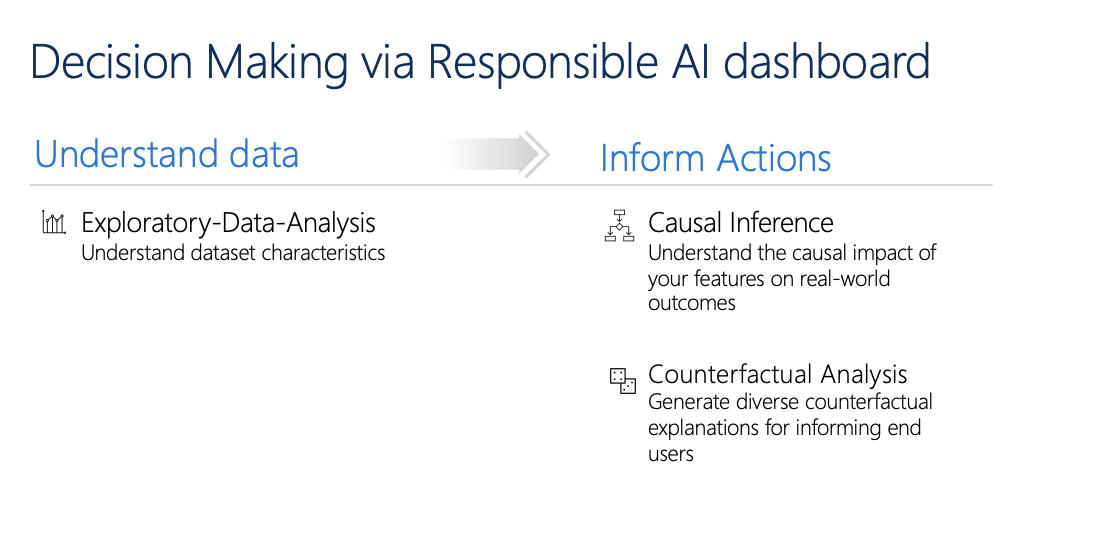 Decision Making via Responsible AI dashboard
Understand data
Inform Actions
Exploratory-Data-Analysis
Understand dataset characteristics
Causal Inference
Understand the causal impact of
your features on real-world
outcomes
Counterfactual Analysis
Generate diverse counterfactual
explanations for informing end
users